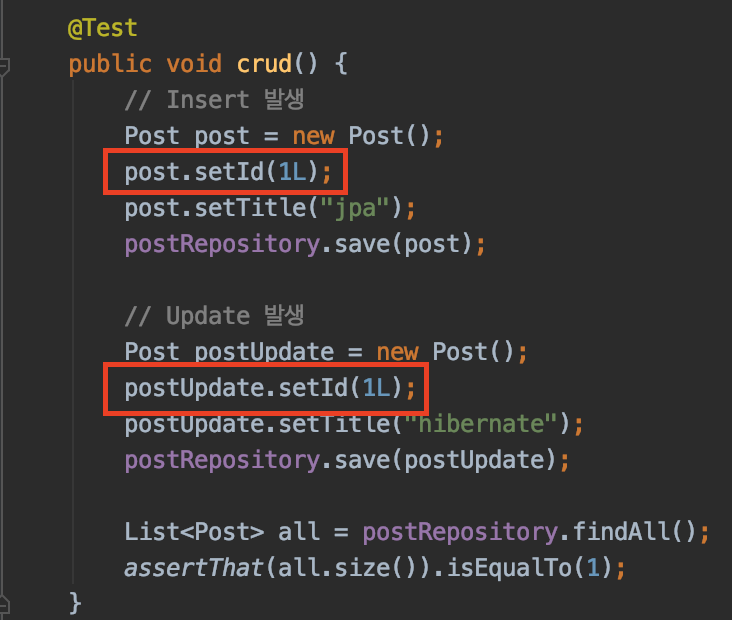 @Test
public void crud() {
// Insert 발생
Post post = new Post();
post.setId(1L);
post.setTitle("jpa");
postRepository.save(post);
// Update 발생
Post postUpdate = new Post();
postUpdate.setId(1L);
postUpdate.setTitle("hibernate");
postRepository.save(postUpdate);
List<Post> all = postRepository.findAll();
assertThat(all.size()).isEqualTo(1);
}